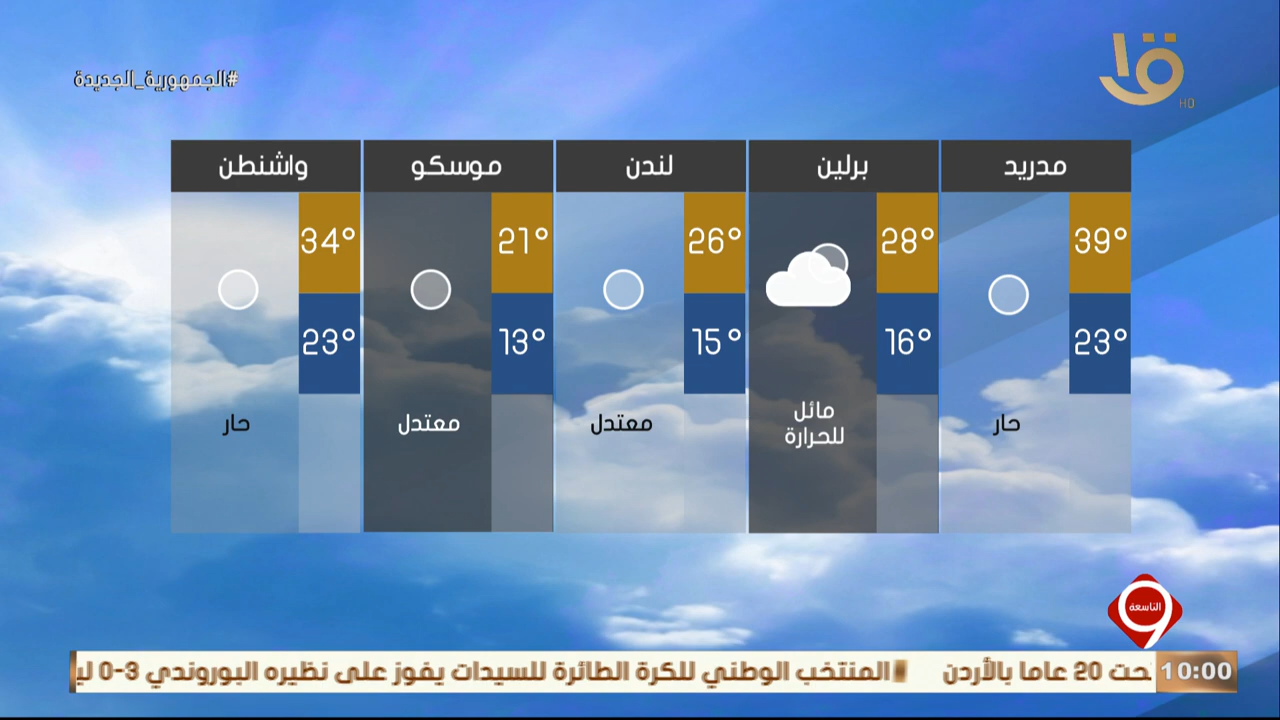 #الجمهورية_الجديدة
HD
مدريد
39°
23°
حار
برلين
28°
16°
مائل
للحرارة
لندن
26°
15°
معتدل
موسكو
21°
13°
معتدل
واشنطن
34°
23°
حار
التاسعة
9
10:00
تحت 20 عاما بالأردن المنتخب الوطني للكرة الطائرة للسيدات يفوز على نظيره البوروندي 3-0